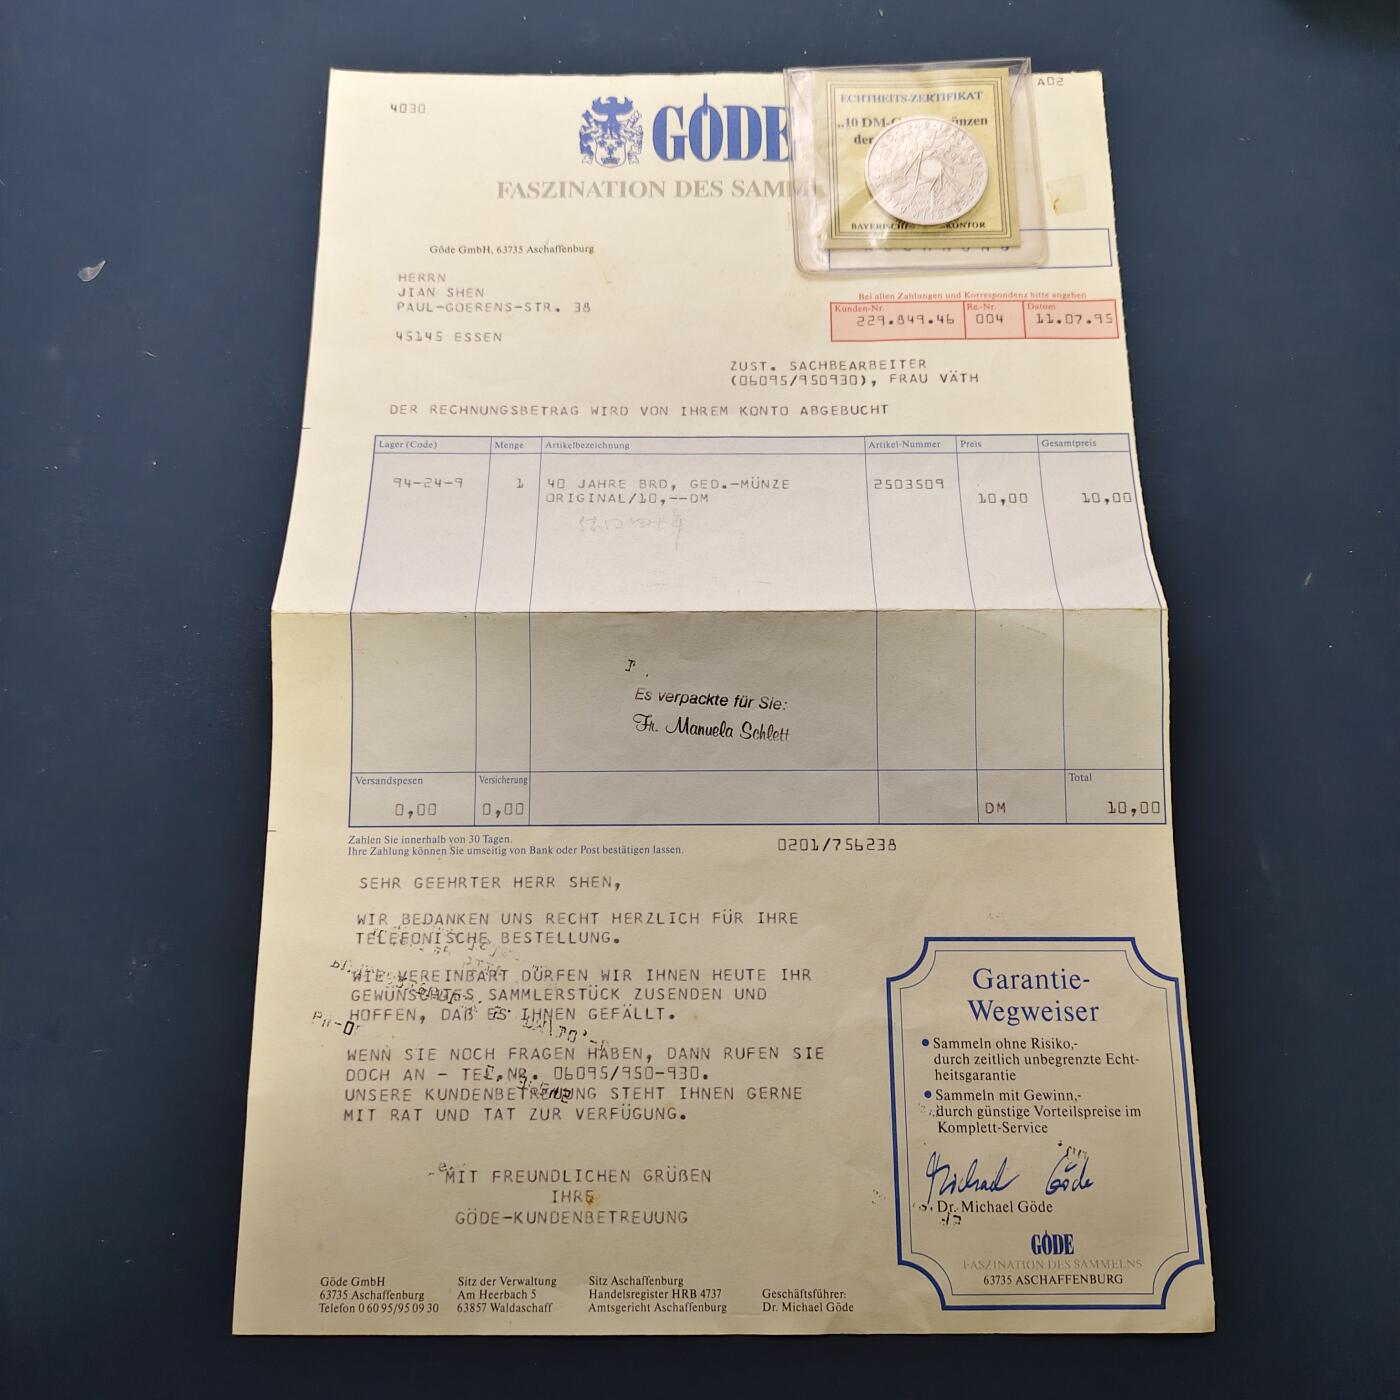 4030
A02
GÖDE
FASZINATION DES SAMM
ECHTHEITS-ZERTIFIKAT
„10 DM-G ünzen
der
BAYERISCH KONTOR
Göde GmbH, 63735 Aschaffenburg
HERRN
JIAN SHEN
PAUL-GOERENS-STR. 38
45145 ESSEN
Bei allen Zahlungen und Korrespondenz bitte angeben
Kunden-Nr. Re.-Nr. Datum
229.849.46 004 11.07.95
ZUST. SACHBEARBEITER
(06095/950930), FRAU VÄTH
DER RECHNUNGSBETRAG WIRD VON IHREM KONTO ABGEBUCHT
Lager (Code) Menge Artikelbezeichnung Artikel-Nummer Preis Gesamtpreis
94-24-9 1 40 JAHRE BRD, GED.-MÜNZE 2503509
ORIGINAL/10,--DM 10,00 10,00
Es verpackte für Sie:
Fr. Manuela Schlett
Versandspesen Versicherung Total
0,00 0,00 DM 10,00
Zahlen Sie innerhalb von 30 Tagen.
Ihre Zahlung können Sie umseitig von Bank oder Post bestätigen lassen.
0201/756238
SEHR GEEHRTER HERR SHEN,
WIR BEDANKEN UNS RECHT HERZLICH FÜR IHRE
TELEFONISCHE BESTELLUNG.
WIE VEREINBART DÜRFEN WIR IHNEN HEUTE IHR
GEWÜNSCHTES SAMMLERSTÜCK ZUSENDEN UND
HOFFEN, DAß ES IHNEN GEFÄLLT.
WENN SIE NOCH FRAGEN HABEN, DANN RUFEN SIE
DOCH AN - TEL.NR. 06095/950-930.
UNSERE KUNDENBETREUUNG STEHT IHNEN GERNE
MIT RAT UND TAT ZUR VERFÜGUNG.
MIT FREUNDLICHEN GRÜßEN
IHRE
GÖDE-KUNDENBETREUUNG
Garantie-
Wegweiser
• Sammeln ohne Risiko,-
durch zeitlich unbegrenzte Echt-
heitsgarantie
• Sammeln mit Gewinn,-
durch günstige Vorteilspreise im
Komplett-Service
Michael Göde
Dr. Michael Göde
GÖDE
FASZINATION DES SAMMELNS
63735 ASCHAFFENBURG
Göde GmbH Sitz der Verwaltung Sitz Aschaffenburg
63735 Aschaffenburg Am Heerbach 5 Handelsregister HRB 4737 Geschäftsführer:
Telefon 0 60 95/95 09 30 63857 Waldaschaff Amtsgericht Aschaffenburg Dr. Michael Göde